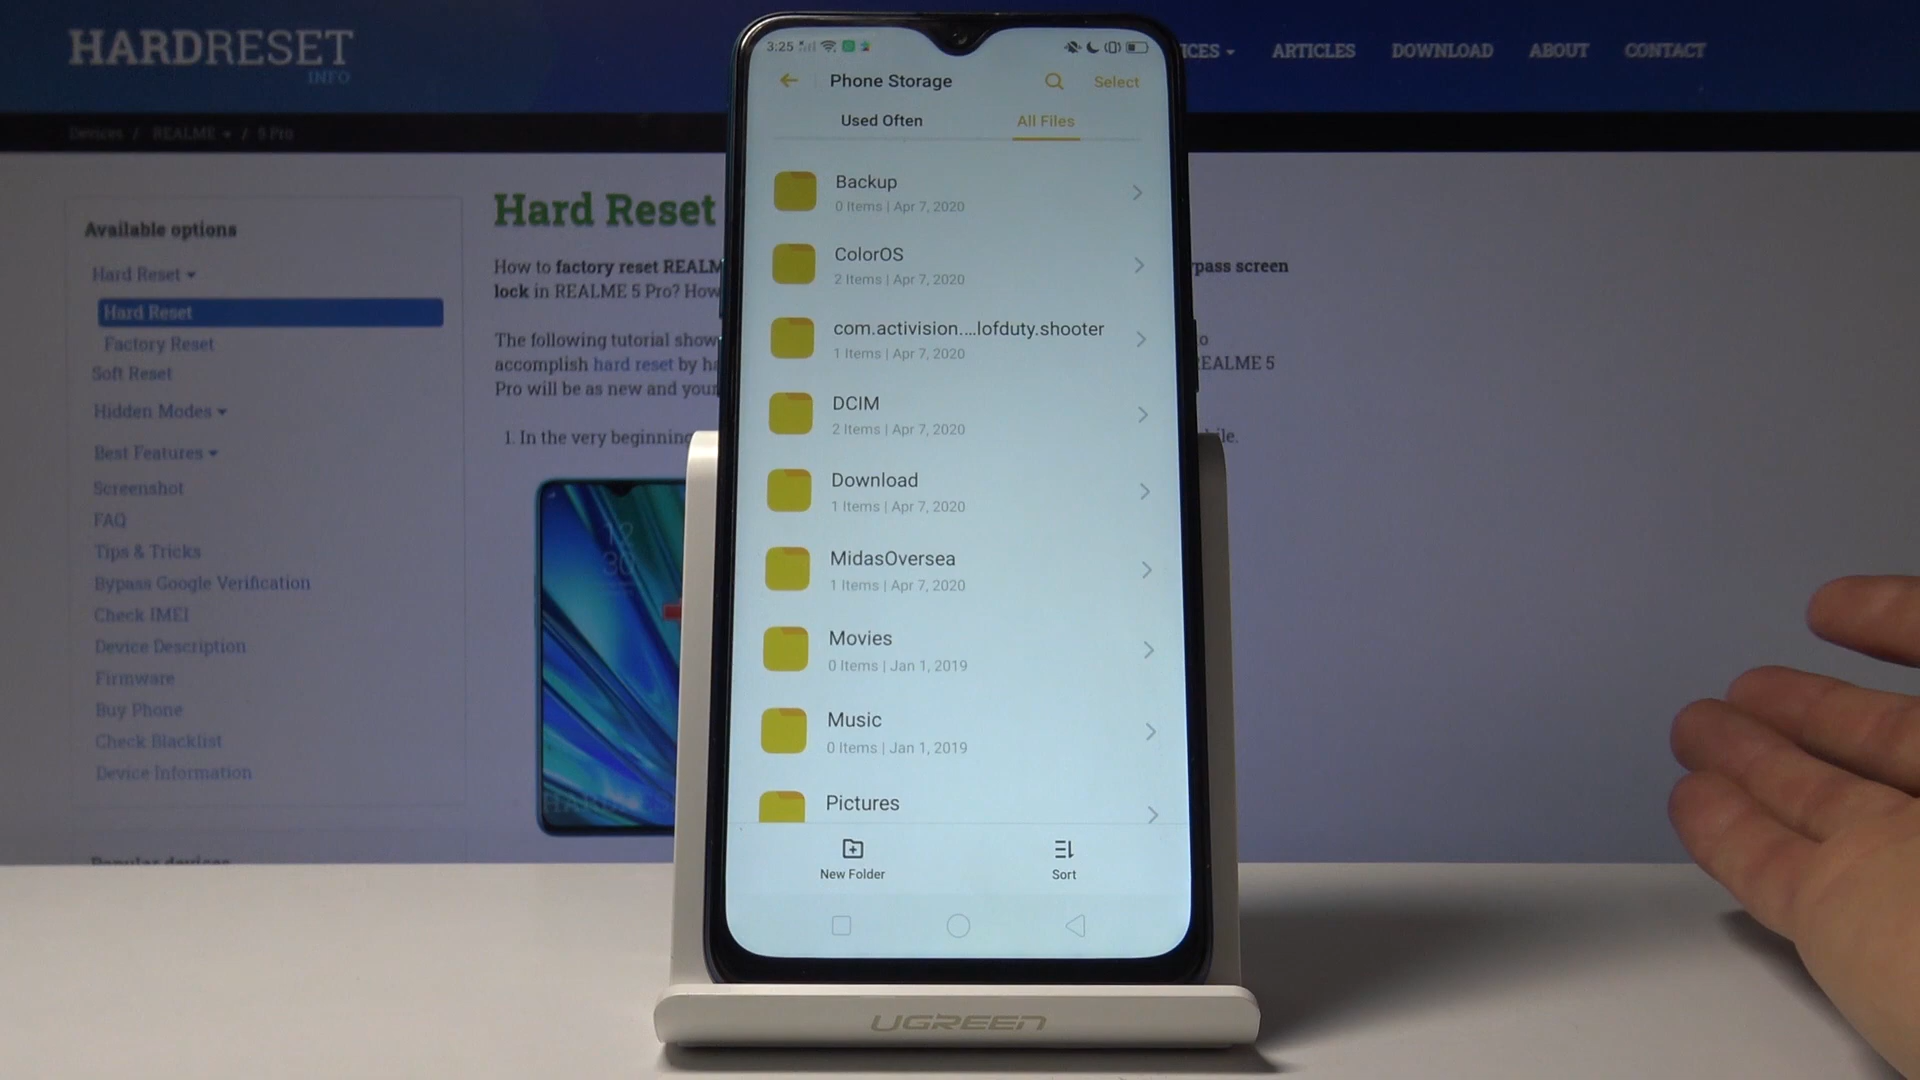 HARDRESET
INFO
ICES
ARTICLES
DOWNLOAD
ABOUT
CONTACT
Devices / REALME / 5 Pro
Available options
Hard Reset
Hard Reset
Factory Reset
Soft Reset
Hidden Modes
Best Features
Screenshot
FAQ
Tips & Tricks
Bypass Google Verification
Check IMEI
Device Description
Firmware
Buy Phone
Check Blacklist
Device Information
Popular devices
Hard Reset
How to factory reset REALM
pass screen
lock in REALME 5 Pro? How
The following tutorial show
o
accomplish hard reset by ha
REALME 5
Pro will be as new and your
1. In the very beginning
ile.
12
30
3:25
Phone Storage
Select
Used Often
All Files
Backup
0 Items | Apr 7, 2020
ColorOS
2 Items | Apr 7, 2020
com.activision....lofduty.shooter
1 Items | Apr 7, 2020
DCIM
2 Items | Apr 7, 2020
Download
1 Items | Apr 7, 2020
MidasOversea
1 Items | Apr 7, 2020
Movies
0 Items | Jan 1, 2019
Music
0 Items | Jan 1, 2019
Pictures
New Folder
Sort
UGREEN